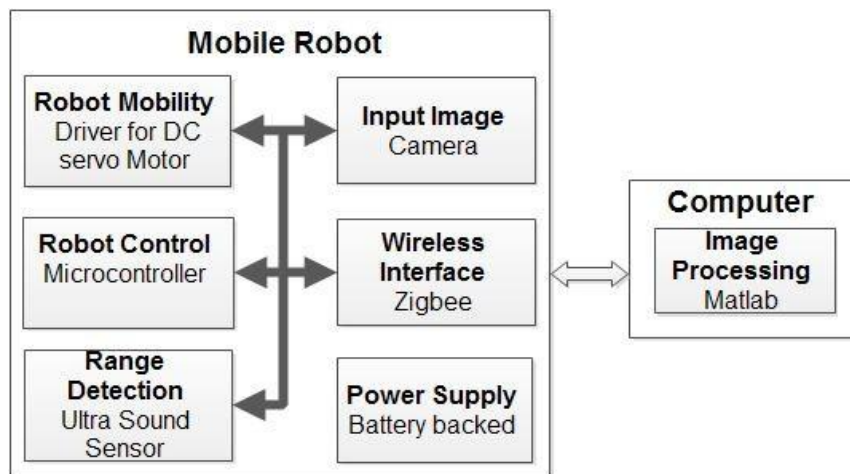 Mobile Robot
Robot Mobility
Driver for DC
servo Motor
Input Image
Camera
Robot Control
Microcontroller
Wireless
Interface
Zigbee
Range
Detection
Ultra Sound
Sensor
Power Supply
Battery backed
Computer
Image
Processing
Matlab